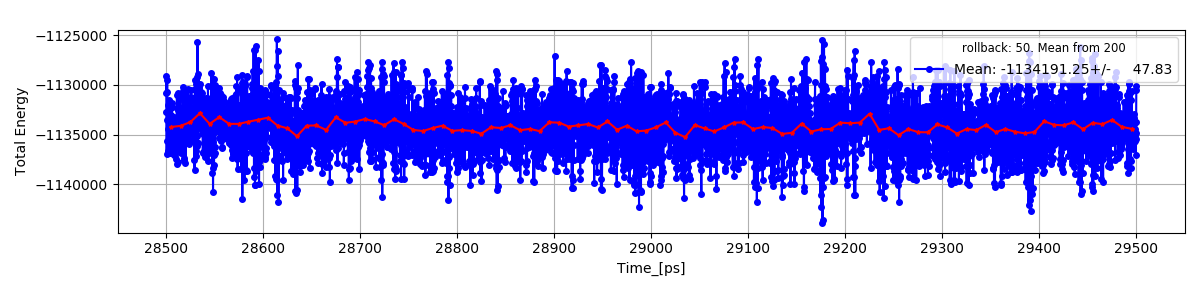 −1125000
−1130000
−1135000
−1140000
Total Energy
rollback: 50, Mean from 200
Mean: -1134191.25+/- 47.83
28500 28600 28700 28800 28900 29000 29100 29200 29300 29400 29500
Time_[ps]